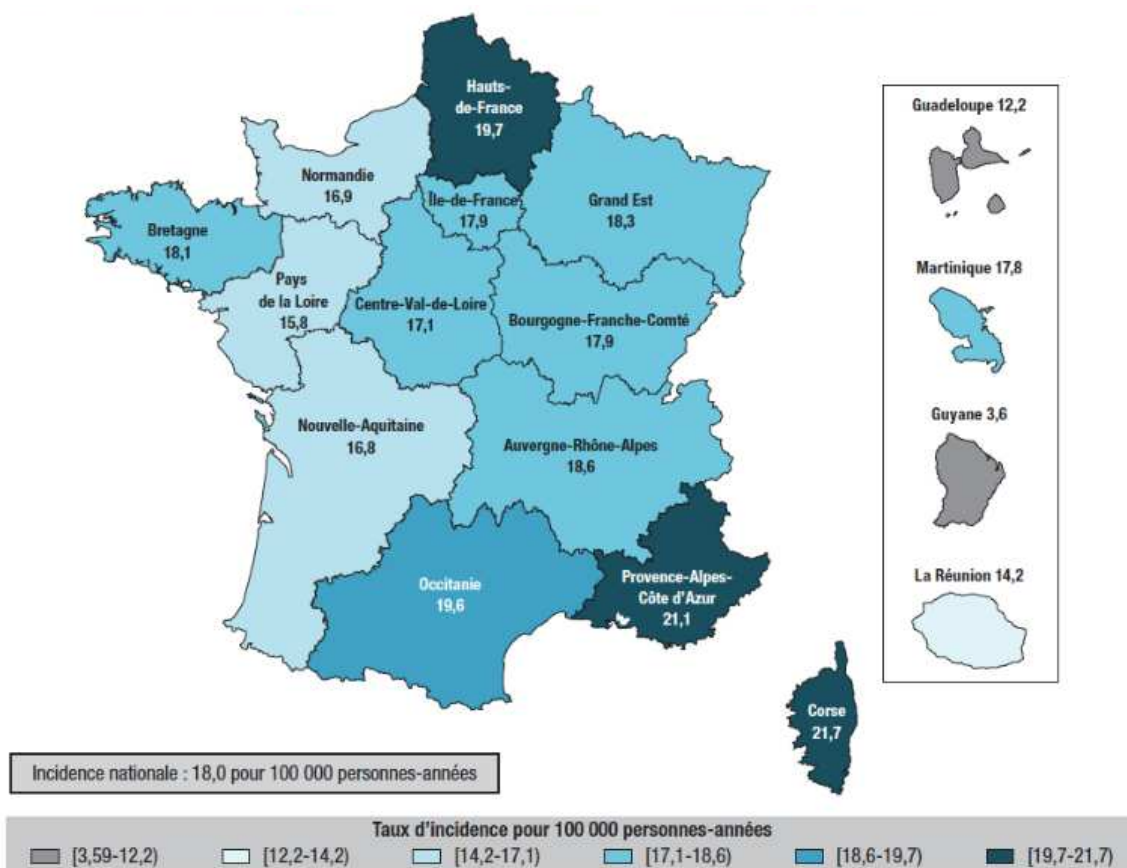 Hauts-
de-France
19,7
Normandie
16,9
Île-de-France
17,9
Grand Est
18,3
Bretagne
18,1
Pays
de la Loire
15,8
Centre-Val-de-Loire
17,1
Bourgogne-Franche-Comté
17,9
Nouvelle-Aquitaine
16,8
Auvergne-Rhône-Alpes
18,6
Occitanie
19,6
Provence-Alpes-
Côte d'Azur
21,1
Corse
21,7
Guadeloupe 12,2
Martinique 17,8
Guyane 3,6
La Réunion 14,2
Incidence nationale : 18,0 pour 100 000 personnes-années
Taux d'incidence pour 100 000 personnes-années
[3,59-12,2) [12,2-14,2) [14,2-17,1) [17,1-18,6) [18,6-19,7) [19,7-21,7]